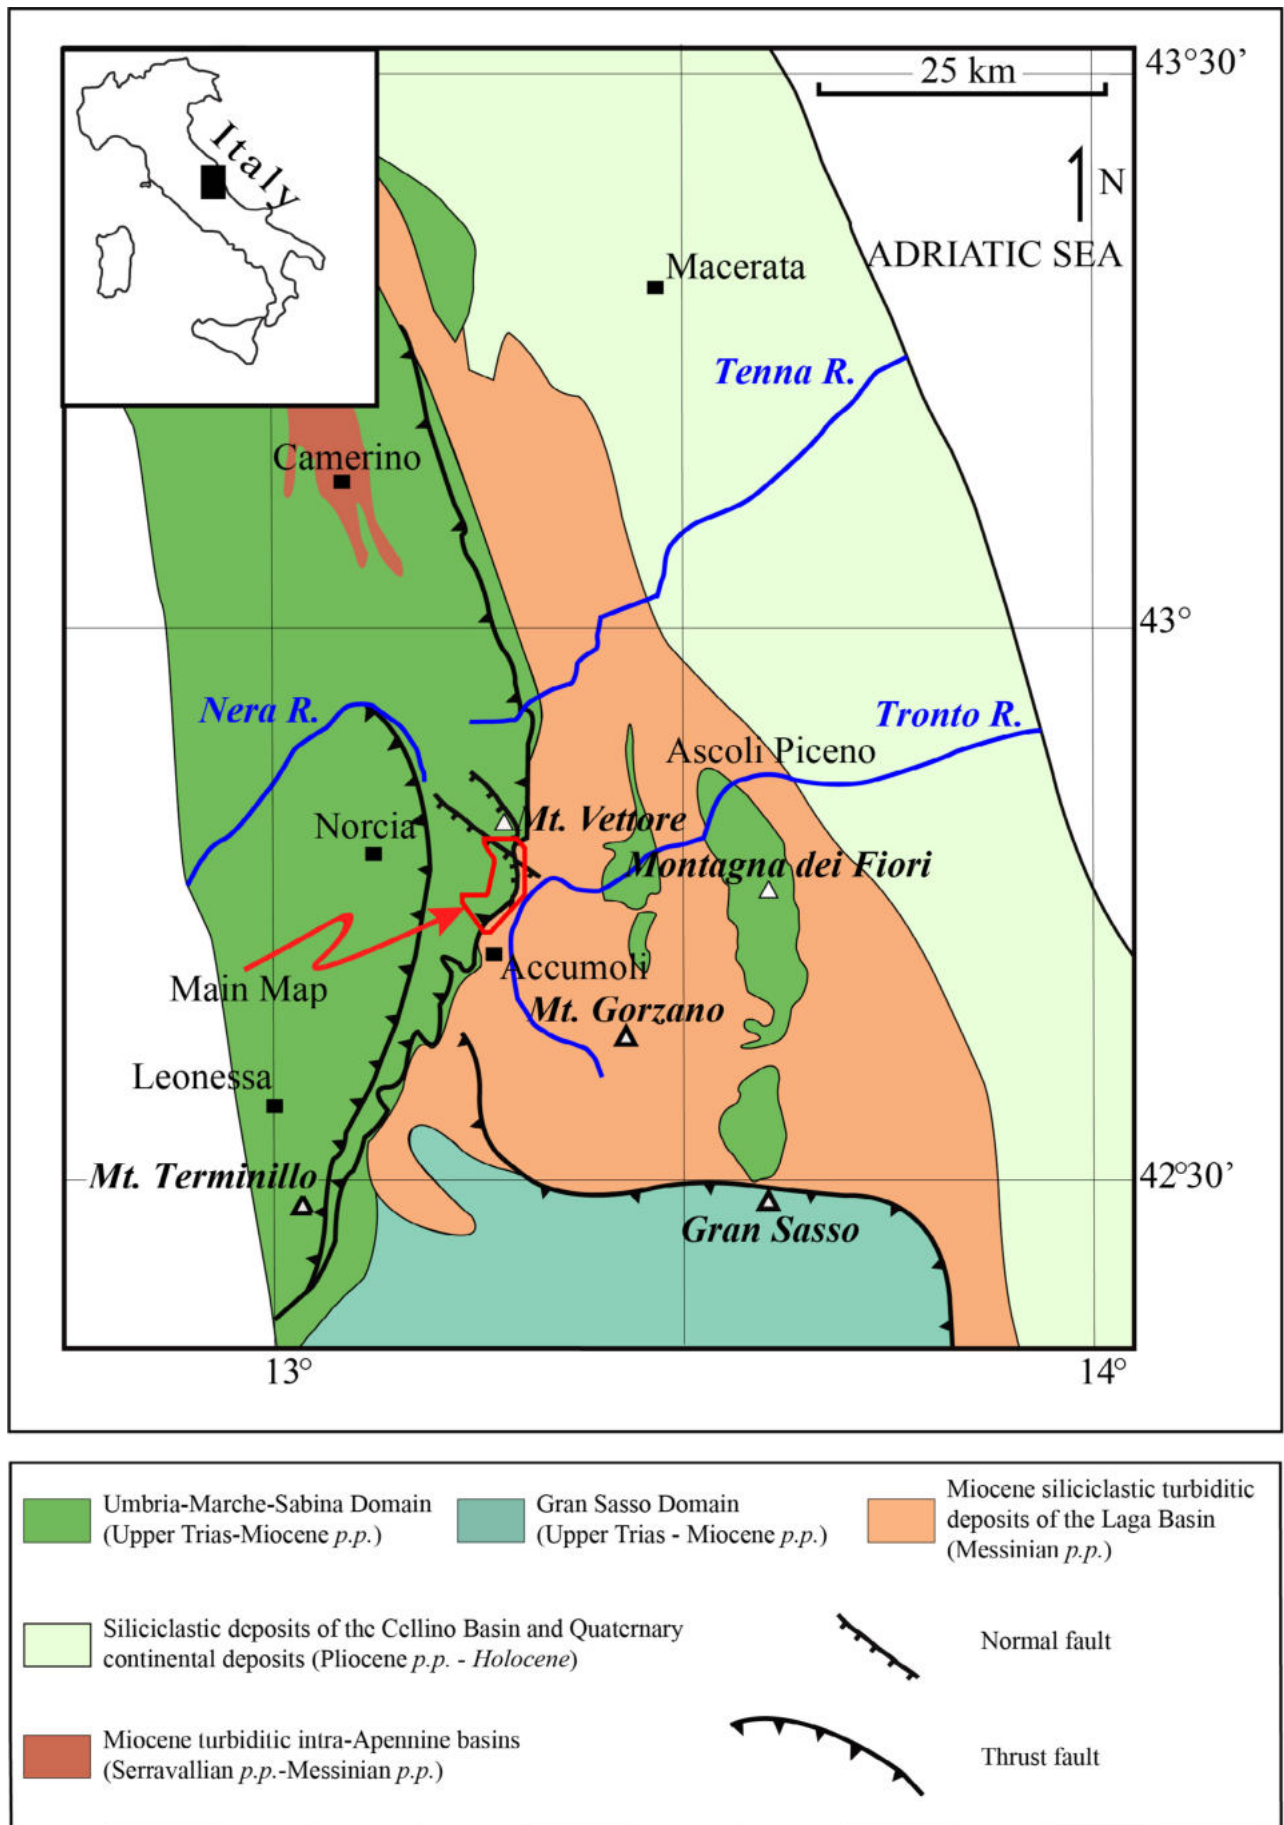 43°30’
25 km
Italy
N
ADRIATIC SEA
Macerata
Tenna R.
Camerino
43°
Nera R.
Tronto R.
Ascoli Piceno
Norcia
Mt. Vettore
Montagna dei Fiori
Main Map
Accumoli
Mt. Gorzano
Leonessa
Mt. Terminillo
42°30’
Gran Sasso
13°
14°
Umbria-Marche-Sabina Domain
(Upper Trias-Miocene p.p.)
Gran Sasso Domain
(Upper Trias - Miocene p.p.)
Miocene siliciclastic turbiditic
deposits of the Laga Basin
(Messinian p.p.)
Siliciclastic deposits of the Cellino Basin and Quaternary
continental deposits (Pliocene p.p. - Holocene)
Normal fault
Miocene turbiditic intra-Apennine basins
(Serravallian p.p.-Messinian p.p.)
Thrust fault